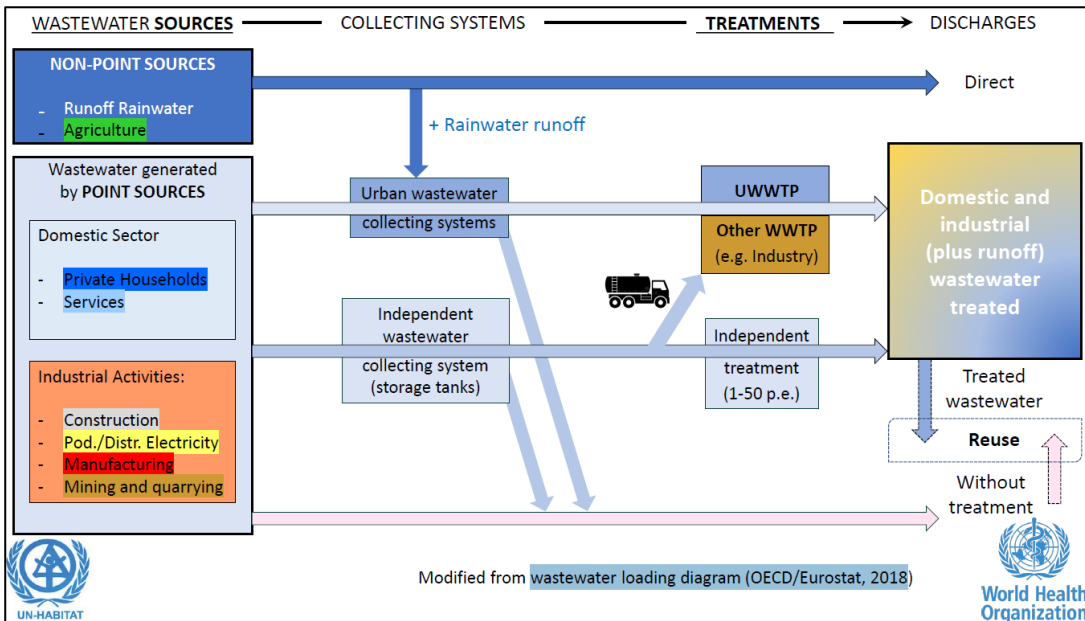 WASTEWATER SOURCES
COLLECTING SYSTEMS
TREATMENTS
DISCHARGES
NON-POINT SOURCES
- Runoff Rainwater
- Agriculture
Direct
+ Rainwater runoff
Wastewater generated
by POINT SOURCES
Domestic Sector
- Private Households
- Services
Industrial Activities:
- Construction
- Pod./Distr. Electricity
- Manufacturing
- Mining and quarrying
Urban wastewater
collecting systems
Independent
wastewater
collecting system
(storage tanks)
UWWTP
Other WWTP
(e.g. Industry)
Independent
treatment
(1-50 p.e.)
Domestic and
industrial
(plus runoff)
wastewater
treated
Treated
wastewater
Reuse
Without
treatment
Modified from wastewater loading diagram (OECD/Eurostat, 2018)
UN-HABITAT
World Health
Organization